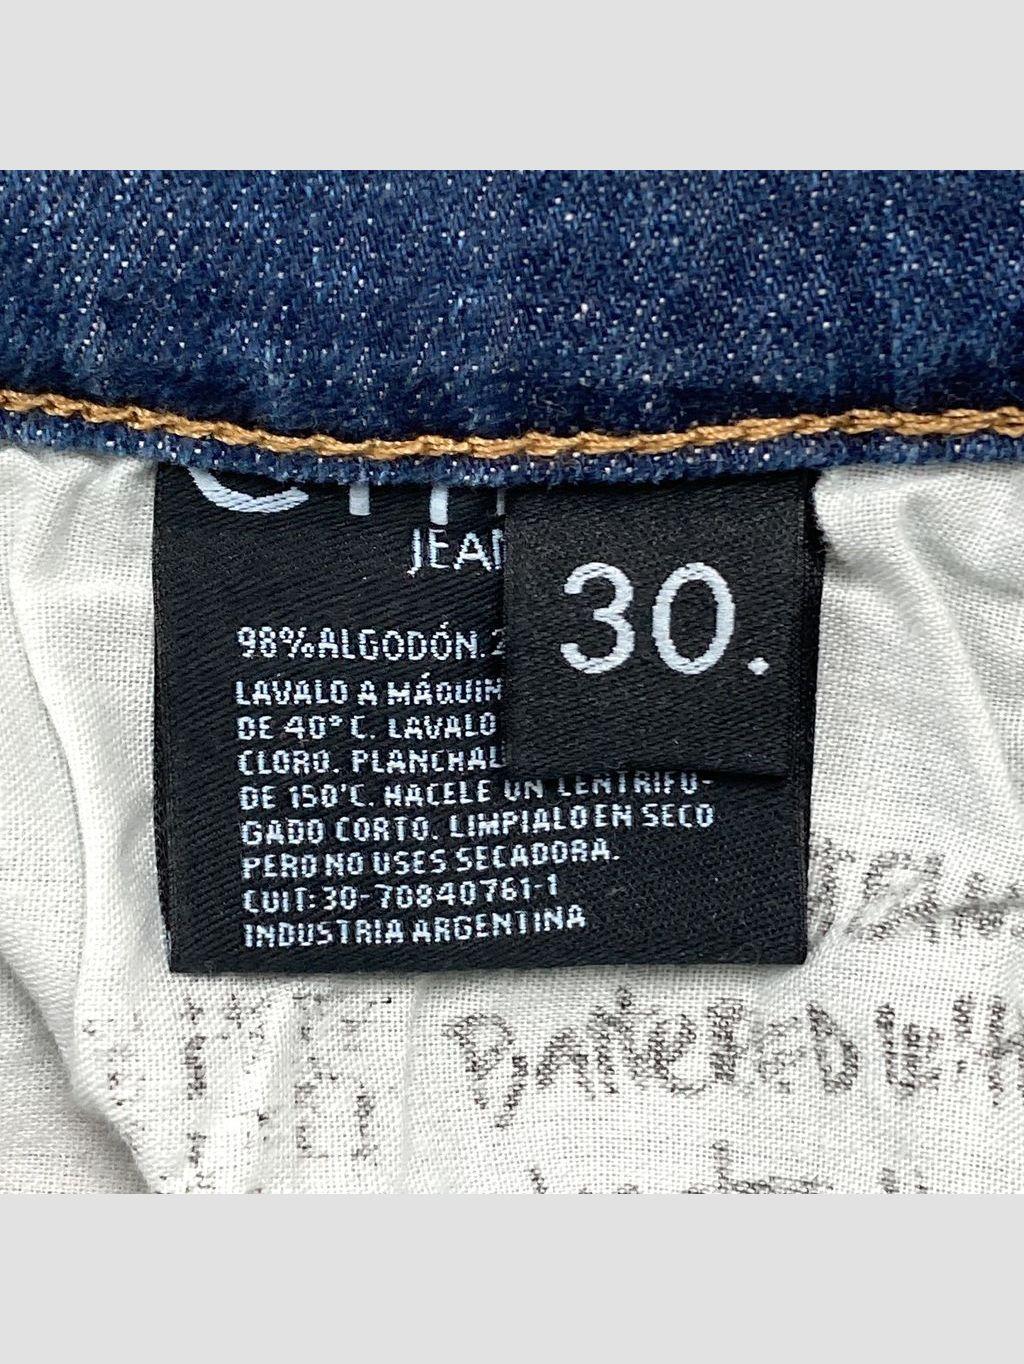 JEAN
30.
98% ALGODÓN. 2
LAVALO A MÁQUIN
DE 40°C. LAVALO
CLORO. PLANCHAL
DE 150°C. HACELE UN CENTRIFU-
GADO CORTO. LIMPIALO EN SECO
PERO NO USES SECADORA.
CUIT: 30-70840761-1
INDUSTRIA ARGENTINA